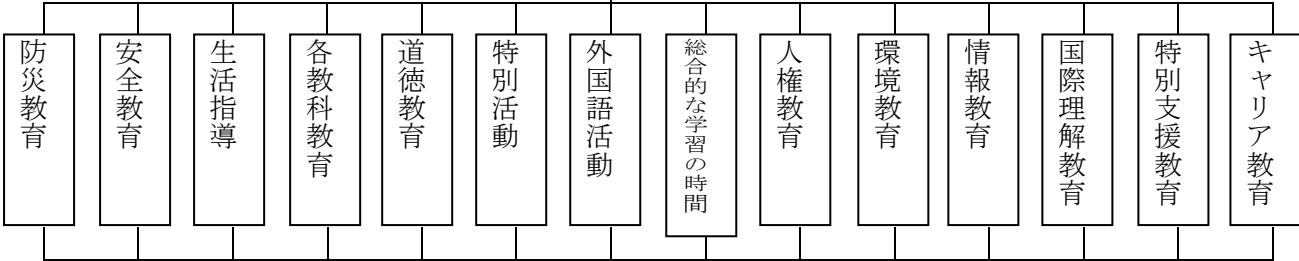 防災教育
安全教育
生活指導
各教科教育
道徳教育
特別活動
外国語活動
総合的な学習の時間
人権教育
環境教育
情報教育
国際理解教育
特別支援教育
キャリア教育